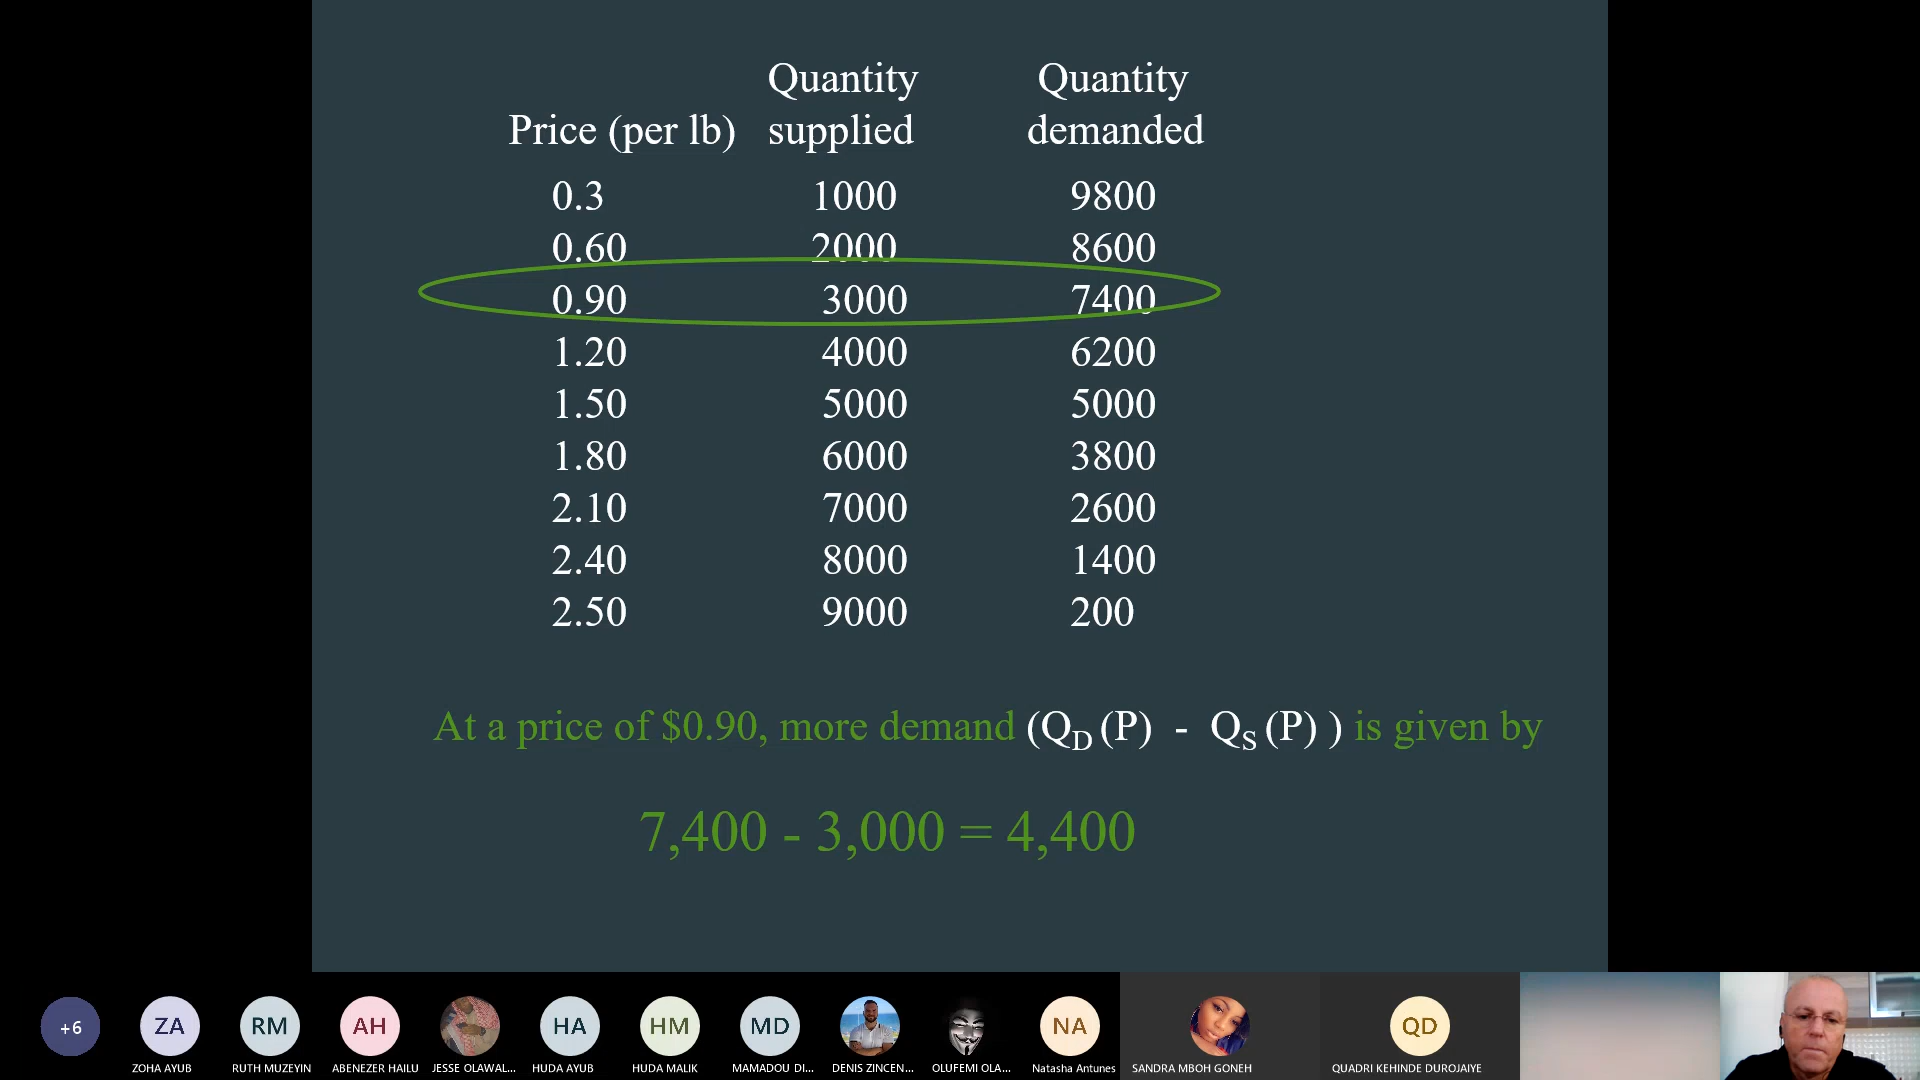 Quantity Quantity
Price (per lb) supplied demanded
0.3 1000 9800
0.60 2000 8600
0.90 3000 7400
1.20 4000 6200
1.50 5000 5000
1.80 6000 3800
2.10 7000 2600
2.40 8000 1400
2.50 9000 200
At a price of $0.90, more demand (QD (P) - QS (P) ) is given by
7,400 - 3,000 = 4,400
+6 ZA RM AH HA HM MD NA QD
ZOHA AYUB RUTH MUZEYIN ABENEZER HAILU JESSE OLAWAL... HUDA AYUB HUDA MALIK MAMADOU DI... DENIS ZINCEN... OLUFEMI OLA... Natasha Antunes SANDRA MBOH GONEH QUADRI KEHINDE DUROJAIYE